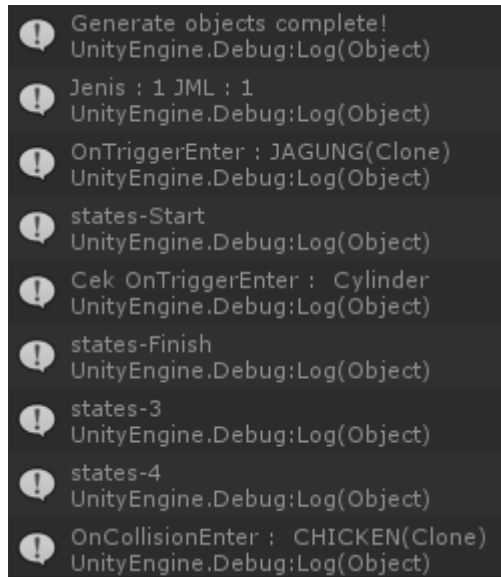 Generate objects complete!
UnityEngine.Debug:Log(Object)
Jenis : 1 JML : 1
UnityEngine.Debug:Log(Object)
OnTriggerEnter : JAGUNG(Clone)
UnityEngine.Debug:Log(Object)
states-Start
UnityEngine.Debug:Log(Object)
Cek OnTriggerEnter :  Cylinder
UnityEngine.Debug:Log(Object)
states-Finish
UnityEngine.Debug:Log(Object)
states-3
UnityEngine.Debug:Log(Object)
states-4
UnityEngine.Debug:Log(Object)
OnCollisionEnter :  CHICKEN(Clone)
UnityEngine.Debug:Log(Object)